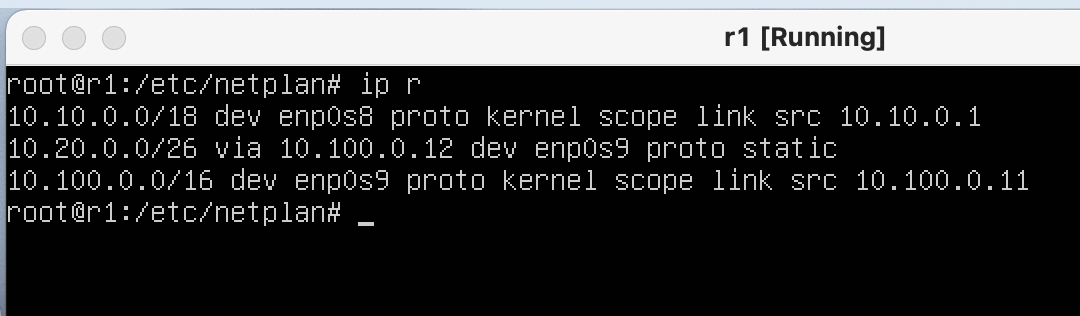 r1 [Running]
root@r1:/etc/netplan# ip r
10.10.0.0/18 dev enp0s8 proto kernel scope link src 10.10.0.1
10.20.0.0/26 via 10.100.0.12 dev enp0s9 proto static
10.100.0.0/16 dev enp0s9 proto kernel scope link src 10.100.0.11
root@r1:/etc/netplan# _